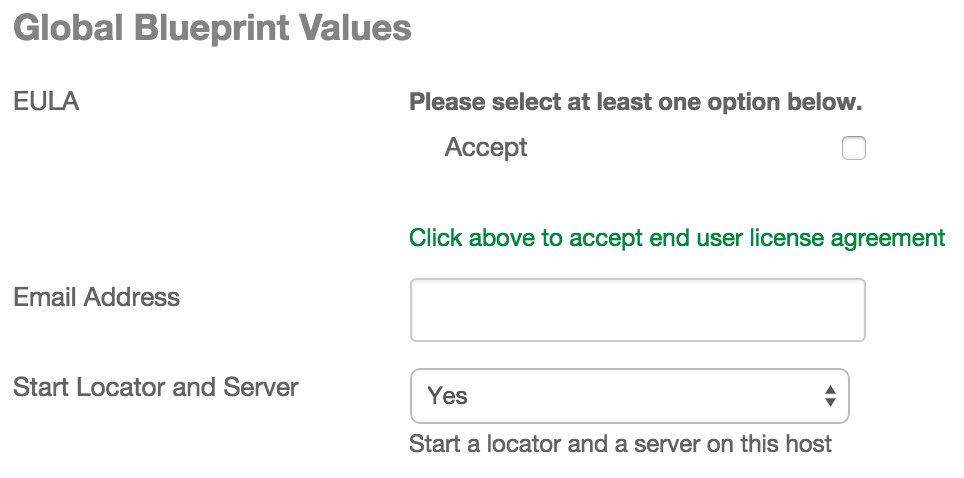 Global Blueprint Values
EULA
Please select at least one option below.
Accept
Click above to accept end user license agreement
Email Address
Start Locator and Server
Yes
Start a locator and a server on this host